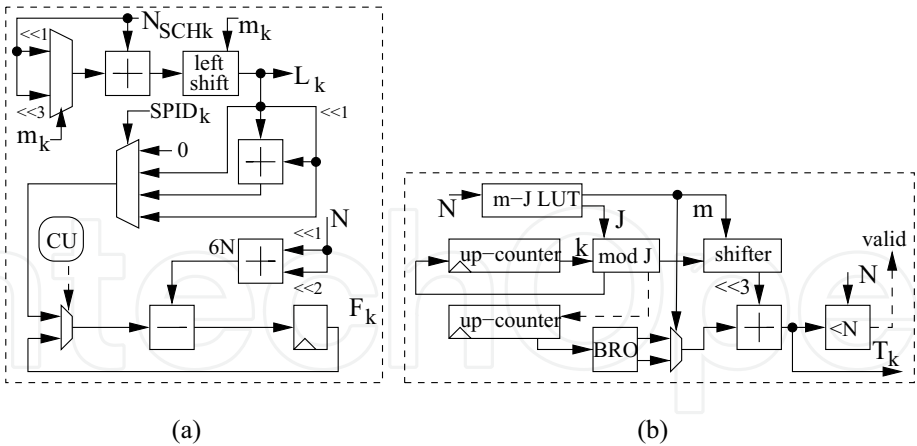 N_SCHk
m_k
<<1
left
shift
L_k
<<3
m_k
SPID_k
<<1
0
N
CU
6N
<<1
<<2
F_k
(a)
N
m-J LUT
J
m
valid
up-counter
k
mod J
shifter
<<3
N
up-counter
BRO
<N
T_k
(b)